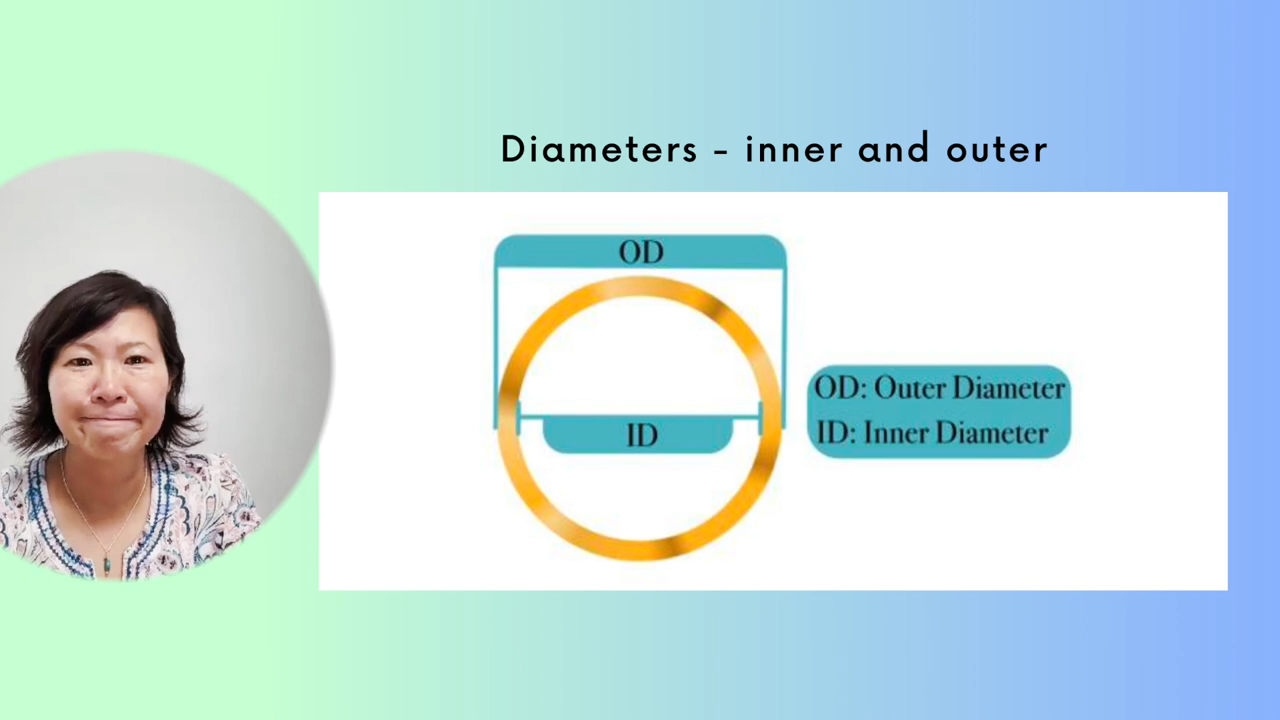 Diameters - inner and outer
OD
ID
OD: Outer Diameter
ID: Inner Diameter